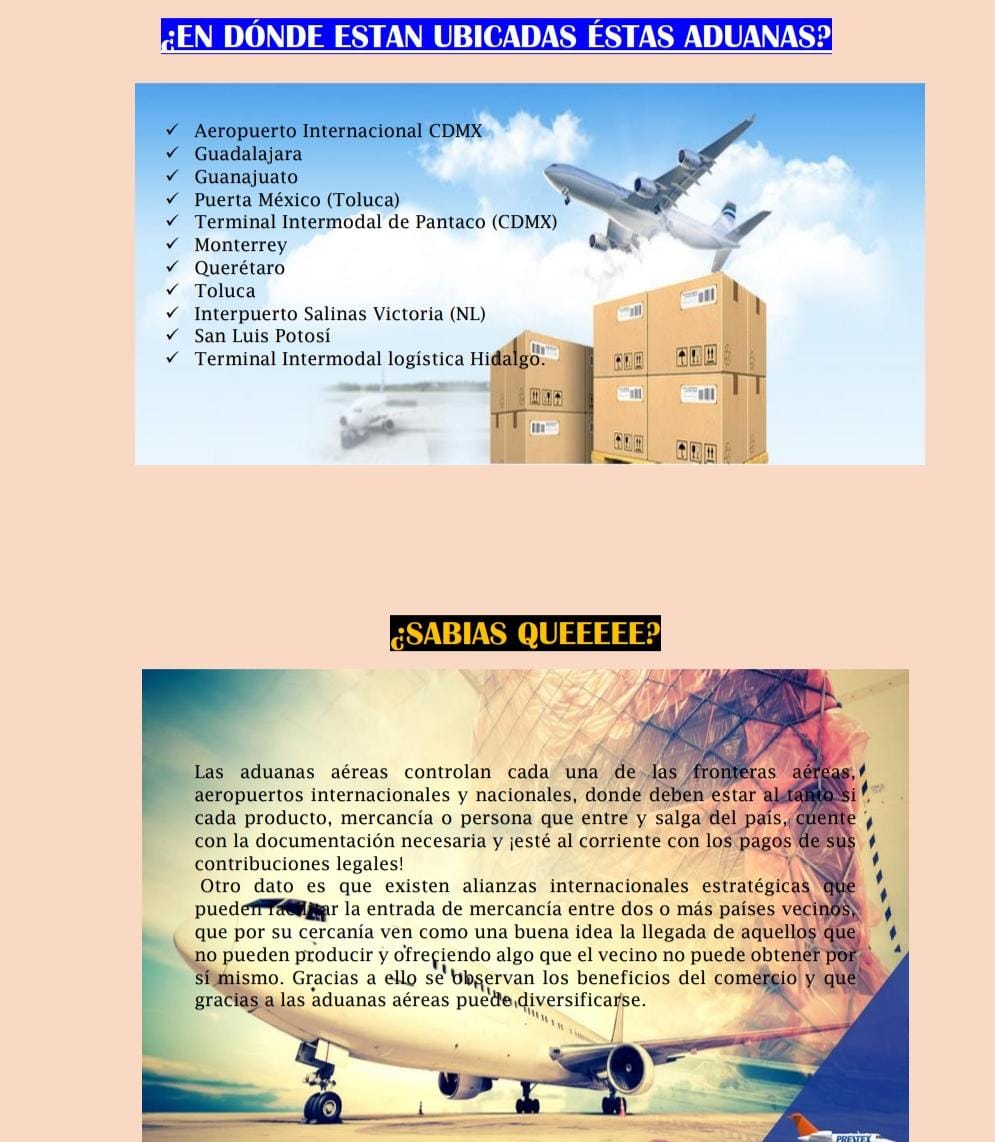 ¿EN DÓNDE ESTAN UBICADAS ÉSTAS ADUANAS?
✓ Aeropuerto Internacional CDMX
✓ Guadalajara
✓ Guanajuato
✓ Puerta México (Toluca)
✓ Terminal Intermodal de Pantaco (CDMX)
✓ Monterrey
✓ Querétaro
✓ Toluca
✓ Interpuerto Salinas Victoria (NL)
✓ San Luis Potosí
✓ Terminal Intermodal logística Hidalgo.
¿SABIAS QUEEEEE?
Las aduanas aéreas controlan cada una de las fronteras aéreas,
aeropuertos internacionales y nacionales, donde deben estar al tanto si
cada producto, mercancía o persona que entre y salga del país, cuente
con la documentación necesaria y ¡esté al corriente con los pagos de sus
contribuciones legales!
Otro dato es que existen alianzas internacionales estratégicas que
pueden facilitar la entrada de mercancía entre dos o más países vecinos,
que por su cercanía ven como una buena idea la llegada de aquellos que
no pueden producir y ofreciendo algo que el vecino no puede obtener por
sí mismo. Gracias a ello se observan los beneficios del comercio y que
gracias a las aduanas aéreas puede diversificarse.
PRESTEX